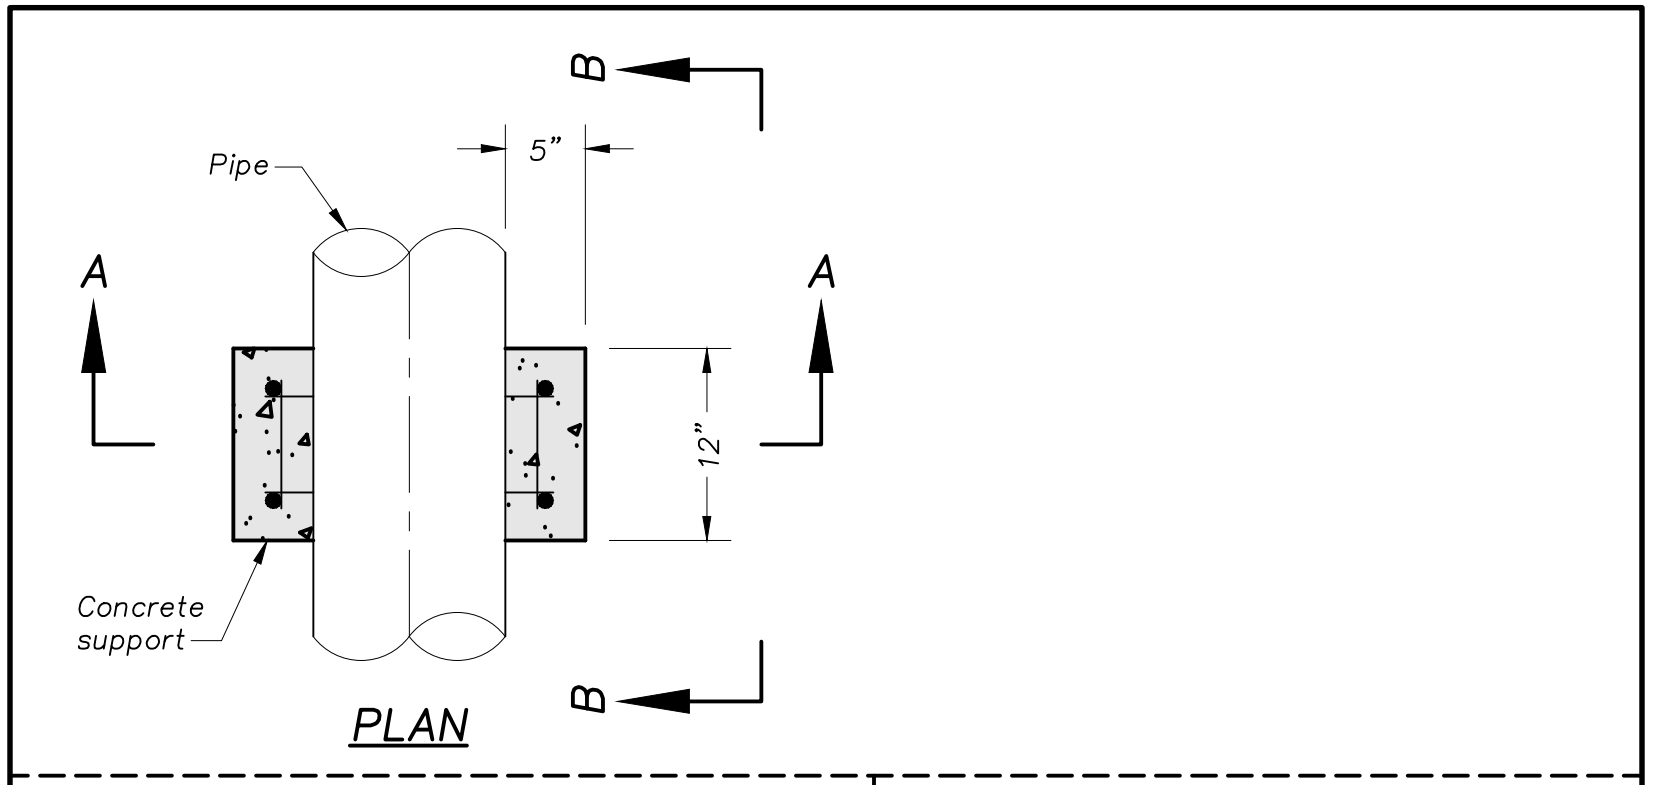 B
5”
Pipe
A
A
12”
Concrete
support
B
PLAN